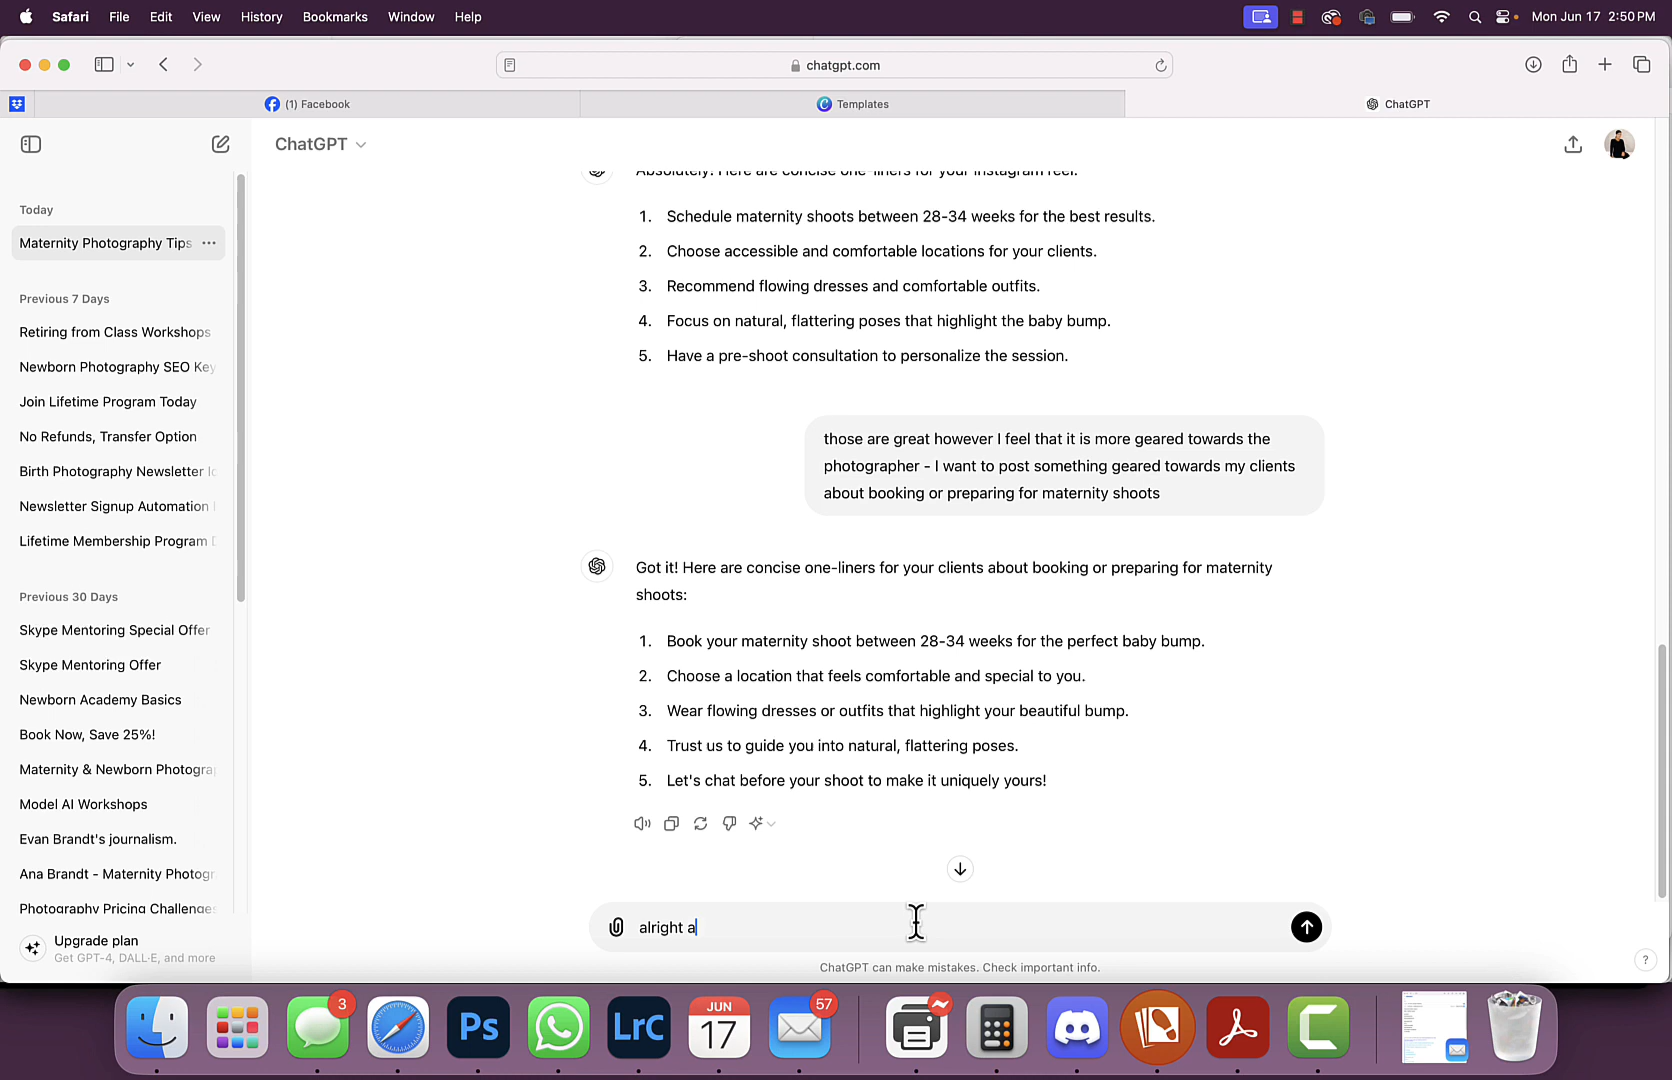 Safari File Edit View History Bookmarks Window Help Mon Jun 17 2:50 PM
chatgpt.com
(1) Facebook Templates ChatGPT
ChatGPT
Today
Maternity Photography Tips
Previous 7 Days
Retiring from Class Workshops
Newborn Photography SEO Key
Join Lifetime Program Today
No Refunds, Transfer Option
Birth Photography Newsletter Ic
Newsletter Signup Automation
Lifetime Membership Program
Previous 30 Days
Skype Mentoring Special Offer
Skype Mentoring Offer
Newborn Academy Basics
Book Now, Save 25%!
Maternity & Newborn Photogra
Model AI Workshops
Evan Brandt's journalism.
Ana Brandt - Maternity Photogr
Photography Pricing Challenges
Upgrade plan
Get GPT-4, DALL·E, and more
Absolutely! Here are concise one-liners for your Instagram reel:
1. Schedule maternity shoots between 28-34 weeks for the best results.
2. Choose accessible and comfortable locations for your clients.
3. Recommend flowing dresses and comfortable outfits.
4. Focus on natural, flattering poses that highlight the baby bump.
5. Have a pre-shoot consultation to personalize the session.
those are great however I feel that it is more geared towards the
photographer - I want to post something geared towards my clients
about booking or preparing for maternity shoots
Got it! Here are concise one-liners for your clients about booking or preparing for maternity
shoots:
1. Book your maternity shoot between 28-34 weeks for the perfect baby bump.
2. Choose a location that feels comfortable and special to you.
3. Wear flowing dresses or outfits that highlight your beautiful bump.
4. Trust us to guide you into natural, flattering poses.
5. Let's chat before your shoot to make it uniquely yours!
alright a
ChatGPT can make mistakes. Check important info.
?
3 Ps LrC JUN 17 57